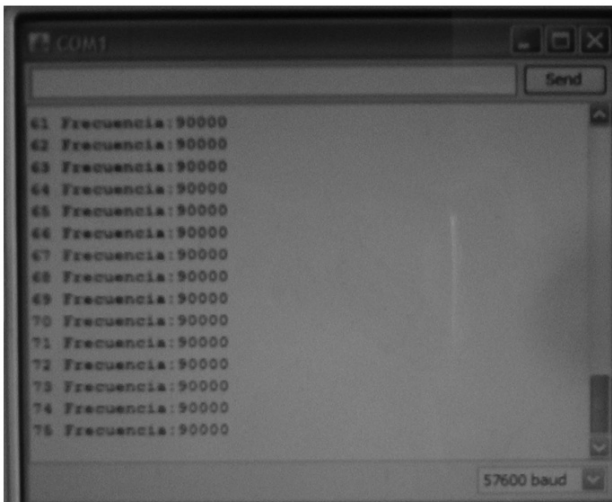 COM1
Send
61 Frecuencia:90000
62 Frecuencia:90000
63 Frecuencia:90000
64 Frecuencia:90000
65 Frecuencia:90000
66 Frecuencia:90000
67 Frecuencia:90000
68 Frecuencia:90000
69 Frecuencia:90000
70 Frecuencia:90000
71 Frecuencia:90000
72 Frecuencia:90000
73 Frecuencia:90000
74 Frecuencia:90000
75 Frecuencia:90000
57600 baud